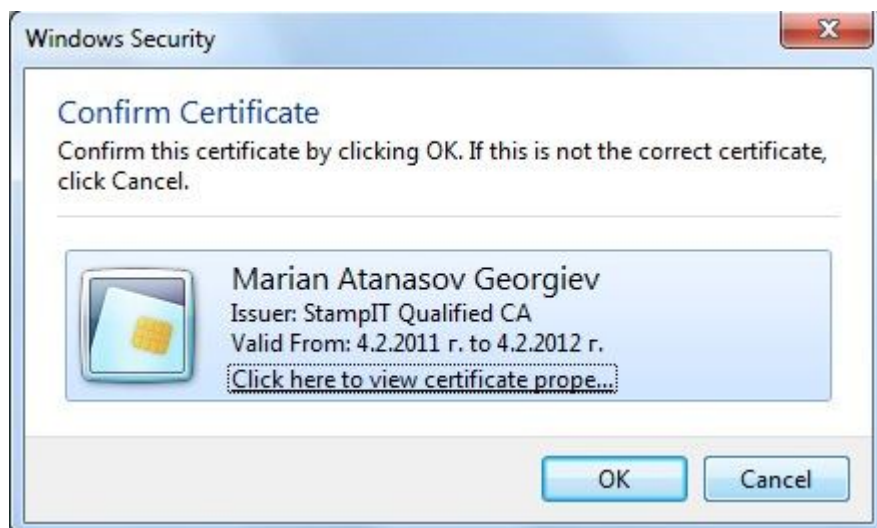 Windows Security
Confirm Certificate
Confirm this certificate by clicking OK. If this is not the correct certificate,
click Cancel.
Marian Atanasov Georgiev
Issuer: StampIT Qualified CA
Valid From: 4.2.2011 г. to 4.2.2012 г.
Click here to view certificate prope...
OK
Cancel